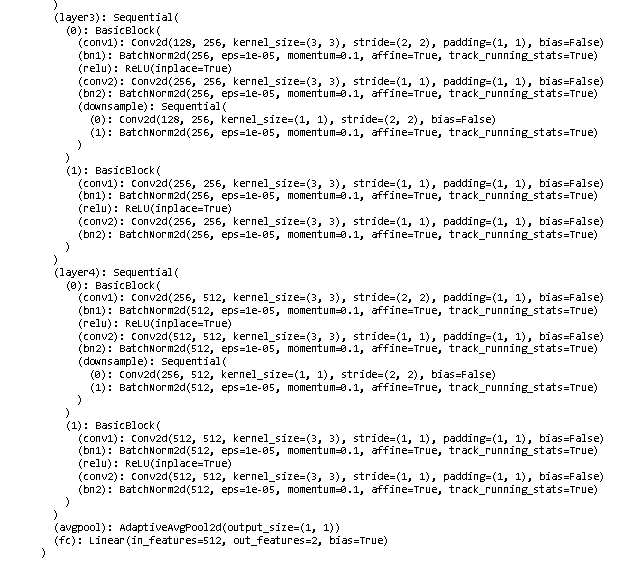 )
(layer3): Sequential(
(0): BasicBlock(
(conv1): Conv2d(128, 256, kernel_size=(3, 3), stride=(2, 2), padding=(1, 1), bias=False)
(bn1): BatchNorm2d(256, eps=1e-05, momentum=0.1, affine=True, track_running_stats=True)
(relu): ReLU(inplace=True)
(conv2): Conv2d(256, 256, kernel_size=(3, 3), stride=(1, 1), padding=(1, 1), bias=False)
(bn2): BatchNorm2d(256, eps=1e-05, momentum=0.1, affine=True, track_running_stats=True)
(downsample): Sequential(
(0): Conv2d(128, 256, kernel_size=(1, 1), stride=(2, 2), bias=False)
(1): BatchNorm2d(256, eps=1e-05, momentum=0.1, affine=True, track_running_stats=True)
)
)
(1): BasicBlock(
(conv1): Conv2d(256, 256, kernel_size=(3, 3), stride=(1, 1), padding=(1, 1), bias=False)
(bn1): BatchNorm2d(256, eps=1e-05, momentum=0.1, affine=True, track_running_stats=True)
(relu): ReLU(inplace=True)
(conv2): Conv2d(256, 256, kernel_size=(3, 3), stride=(1, 1), padding=(1, 1), bias=False)
(bn2): BatchNorm2d(256, eps=1e-05, momentum=0.1, affine=True, track_running_stats=True)
)
)
(layer4): Sequential(
(0): BasicBlock(
(conv1): Conv2d(256, 512, kernel_size=(3, 3), stride=(2, 2), padding=(1, 1), bias=False)
(bn1): BatchNorm2d(512, eps=1e-05, momentum=0.1, affine=True, track_running_stats=True)
(relu): ReLU(inplace=True)
(conv2): Conv2d(512, 512, kernel_size=(3, 3), stride=(1, 1), padding=(1, 1), bias=False)
(bn2): BatchNorm2d(512, eps=1e-05, momentum=0.1, affine=True, track_running_stats=True)
(downsample): Sequential(
(0): Conv2d(256, 512, kernel_size=(1, 1), stride=(2, 2), bias=False)
(1): BatchNorm2d(512, eps=1e-05, momentum=0.1, affine=True, track_running_stats=True)
)
)
(1): BasicBlock(
(conv1): Conv2d(512, 512, kernel_size=(3, 3), stride=(1, 1), padding=(1, 1), bias=False)
(bn1): BatchNorm2d(512, eps=1e-05, momentum=0.1, affine=True, track_running_stats=True)
(relu): ReLU(inplace=True)
(conv2): Conv2d(512, 512, kernel_size=(3, 3), stride=(1, 1), padding=(1, 1), bias=False)
(bn2): BatchNorm2d(512, eps=1e-05, momentum=0.1, affine=True, track_running_stats=True)
)
)
(avgpool): AdaptiveAvgPool2d(output_size=(1, 1))
(fc): Linear(in_features=512, out_features=2, bias=True)
)